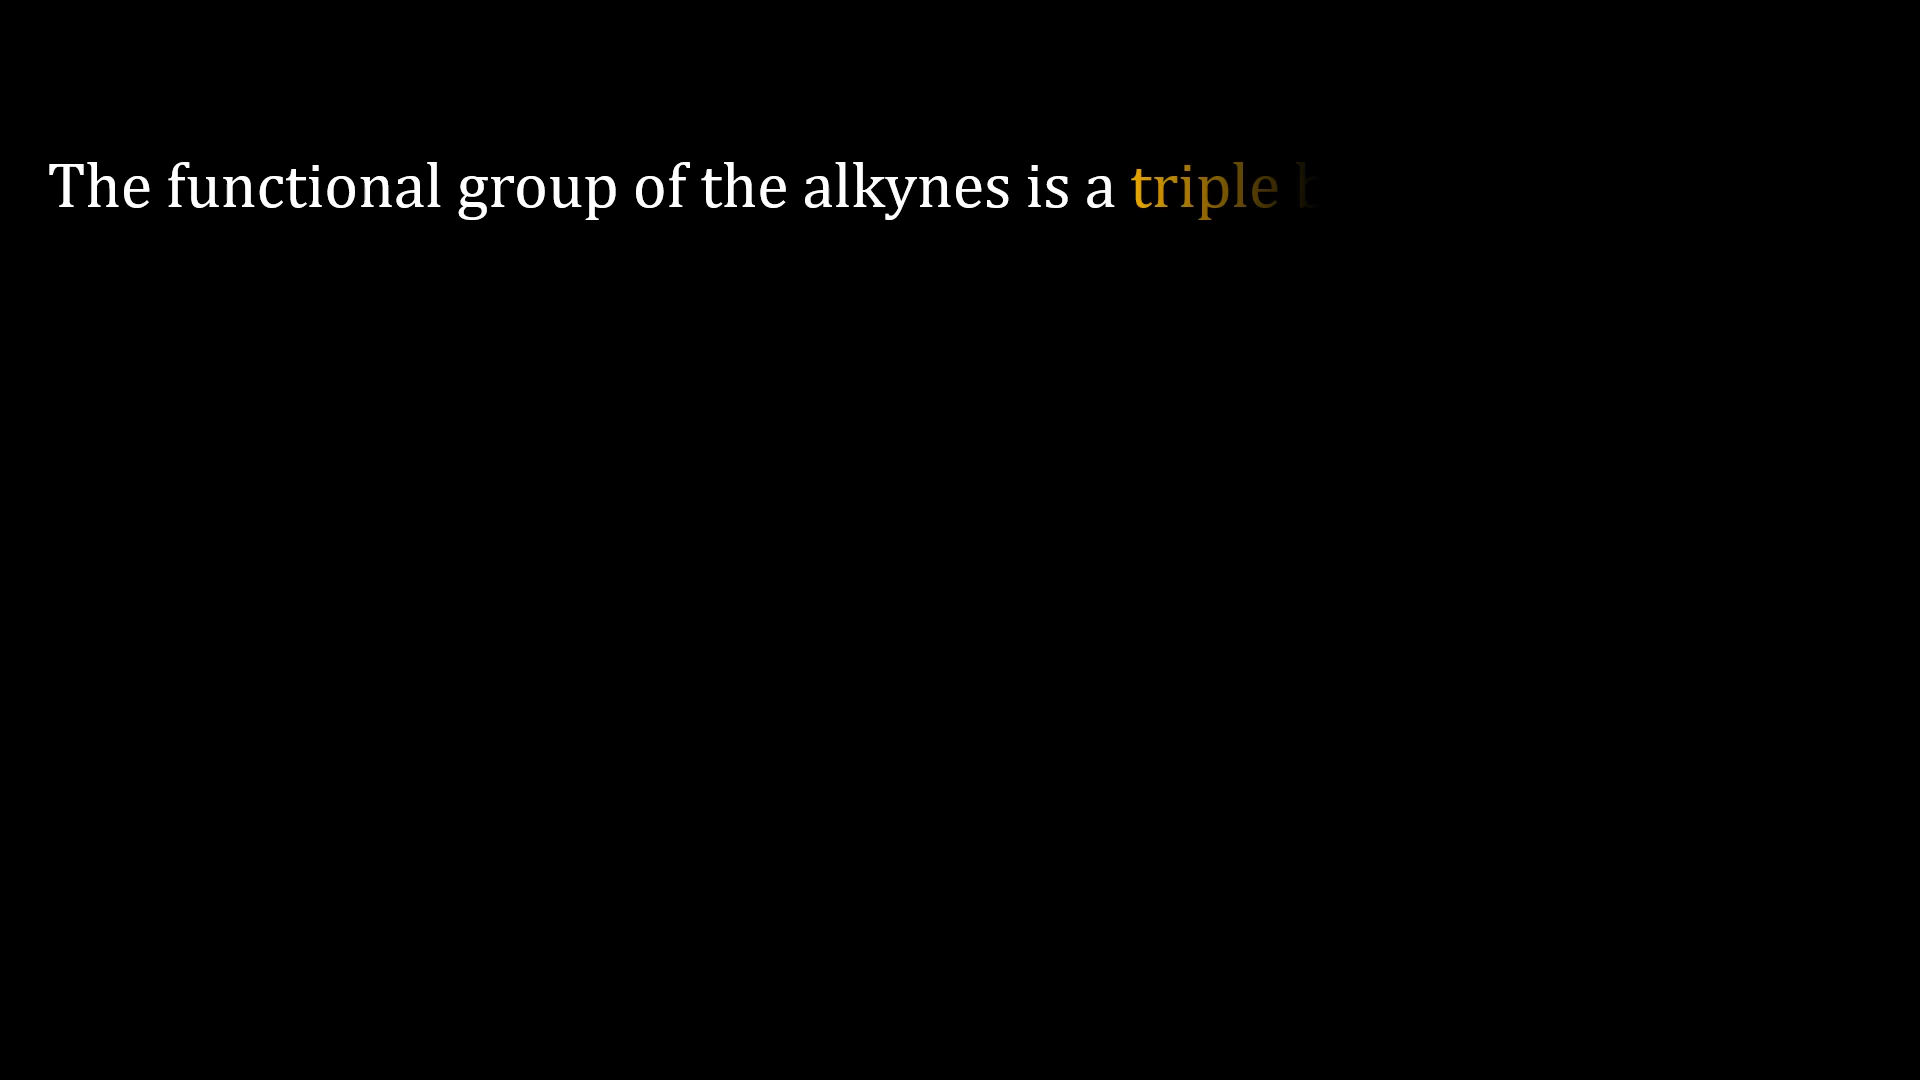 The functional group of the alkynes is a triple